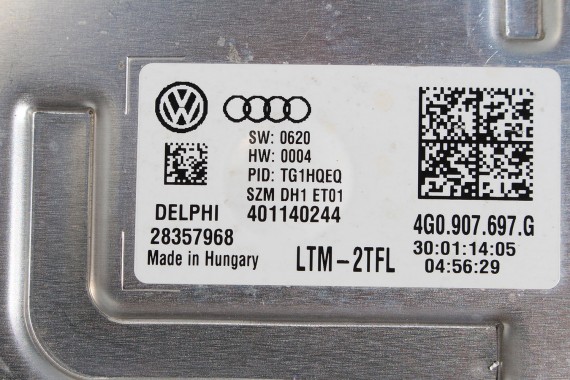 SW: 0620
HW: 0004
PID: TG1HQEQ
SZM DH1 ET01
DELPHI 401140244
28357968
Made in Hungary
LTM-2TFL
4G0.907.697.G
30:01:14:05
04:56:29